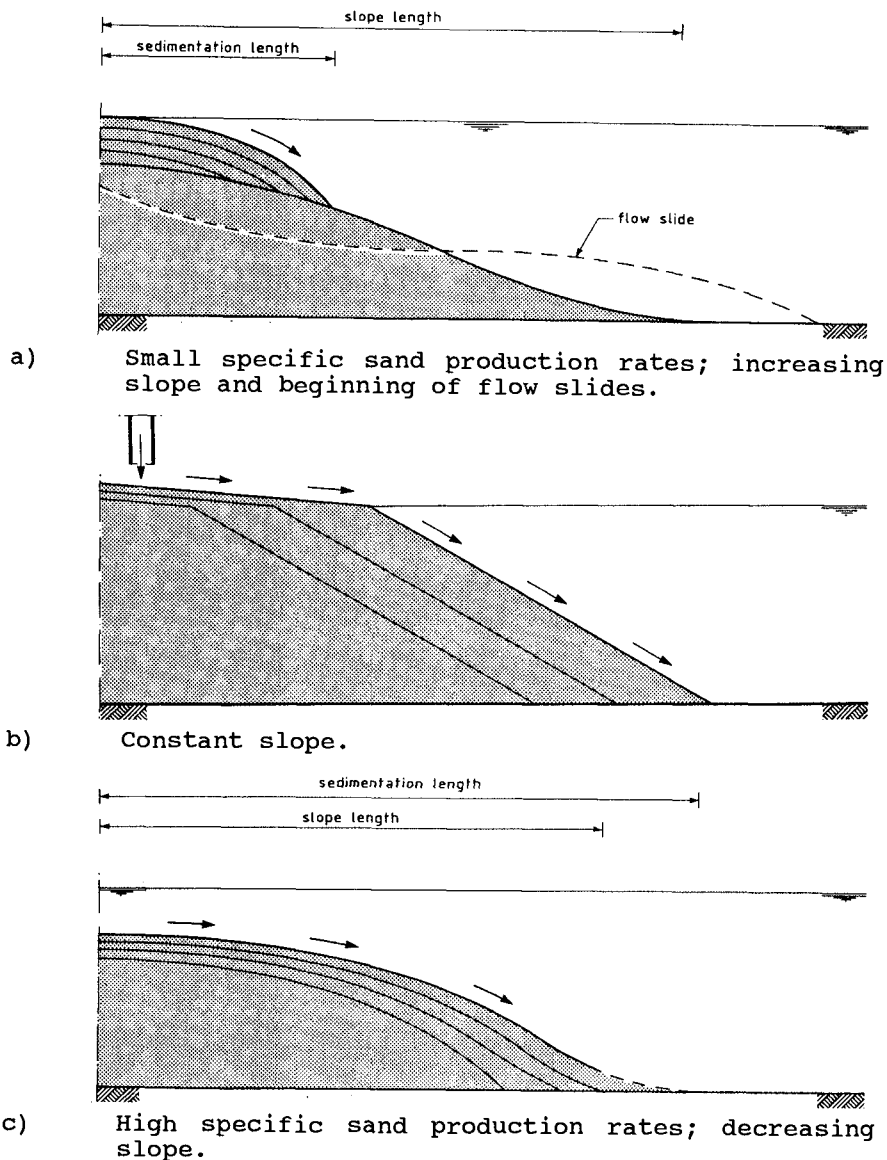 slope length
sedimentation length
flow slide
a) Small specific sand production rates; increasing
slope and beginning of flow slides.
b) Constant slope.
sedimentation length
slope length
c) High specific sand production rates; decreasing
slope.